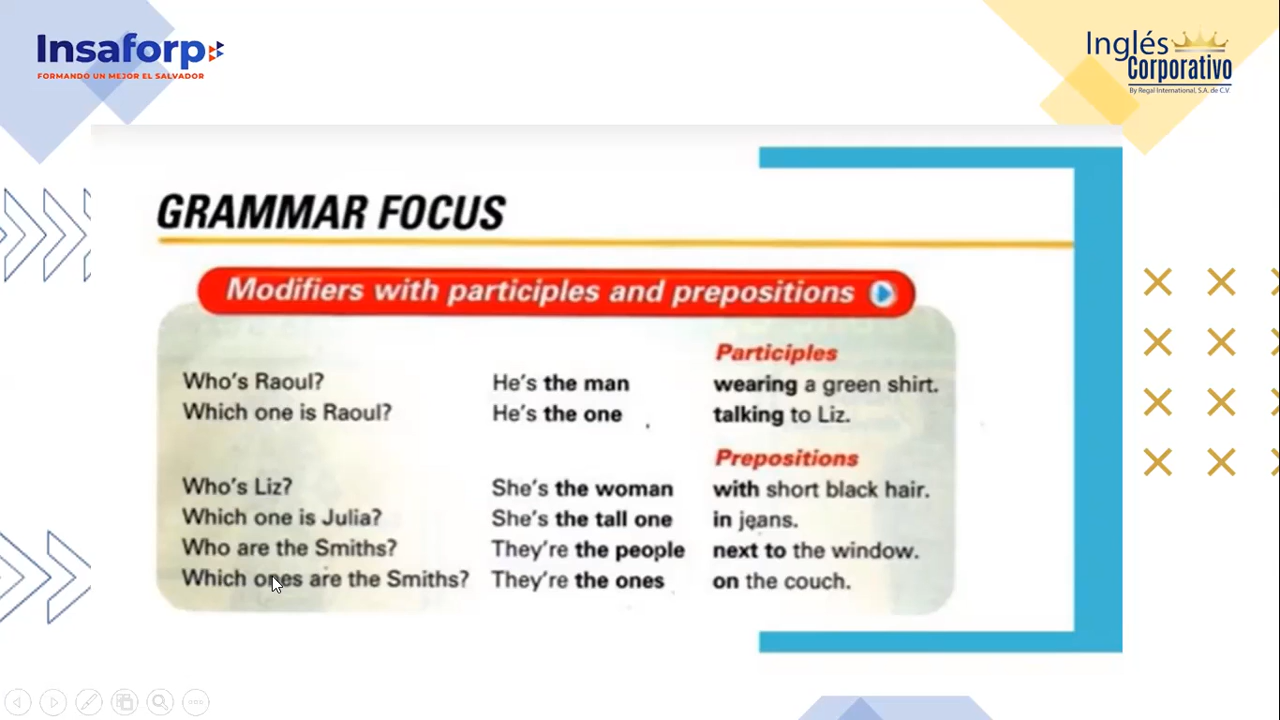 Insaforp
FORMANDO UN MEJOR EL SALVADOR
Inglés
Corporativo
By Regal International, S.A. de C.V.
GRAMMAR FOCUS
Modifiers with participles and prepositions
Participles
Who's Raoul? He's the man wearing a green shirt.
Which one is Raoul? He's the one talking to Liz.
Prepositions
Who's Liz? She's the woman with short black hair.
Which one is Julia? She's the tall one in jeans.
Who are the Smiths? They're the people next to the window.
Which ones are the Smiths? They're the ones on the couch.